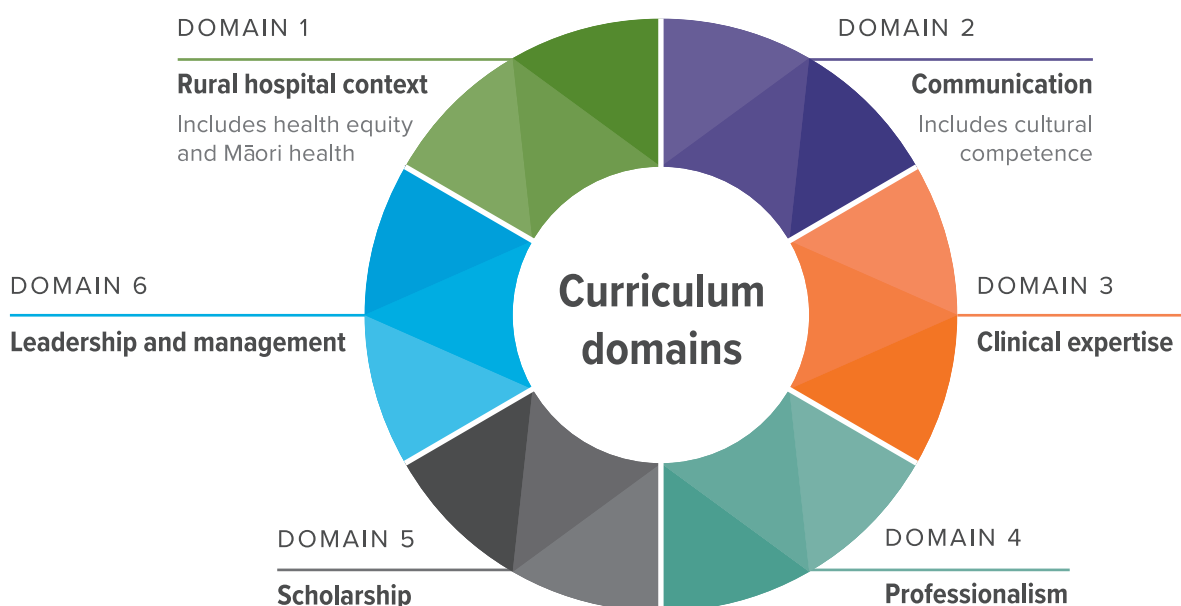 DOMAIN 1
Rural hospital context
Includes health equity
and Māori health
DOMAIN 2
Communication
Includes cultural
competence
DOMAIN 3
Clinical expertise
DOMAIN 4
Professionalism
DOMAIN 5
Scholarship
DOMAIN 6
Leadership and management
Curriculum
domains